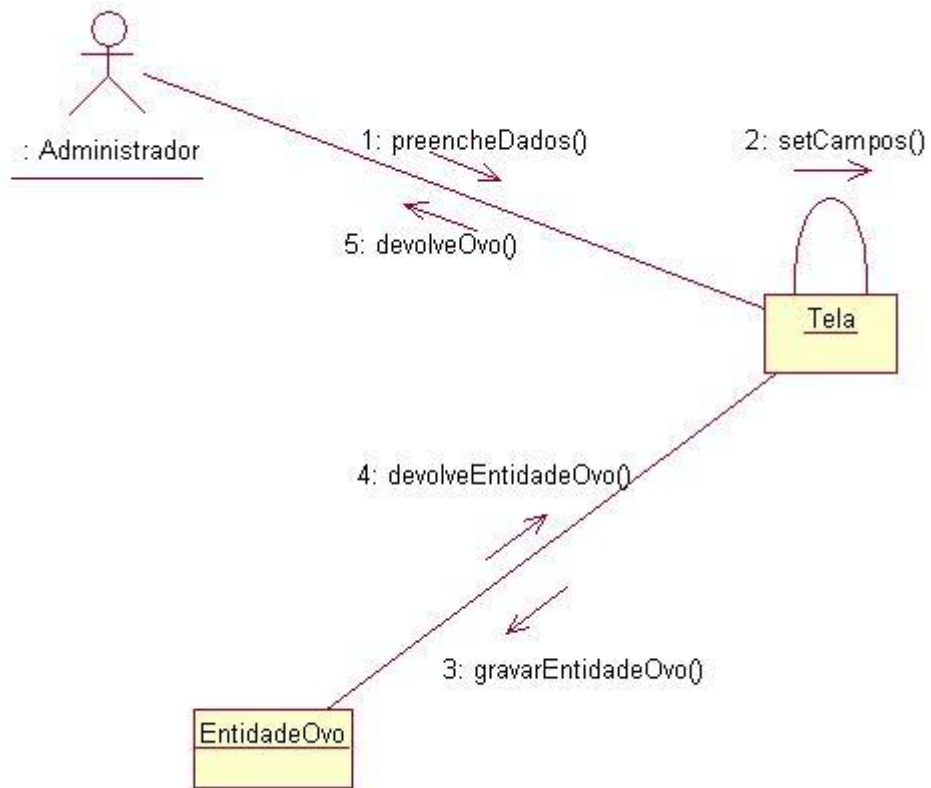 : Administrador
1: preencheDados()
2: setCampos()
5: devolveOvo()
Tela
4: devolveEntidadeOvo()
3: gravarEntidadeOvo()
EntidadeOvo